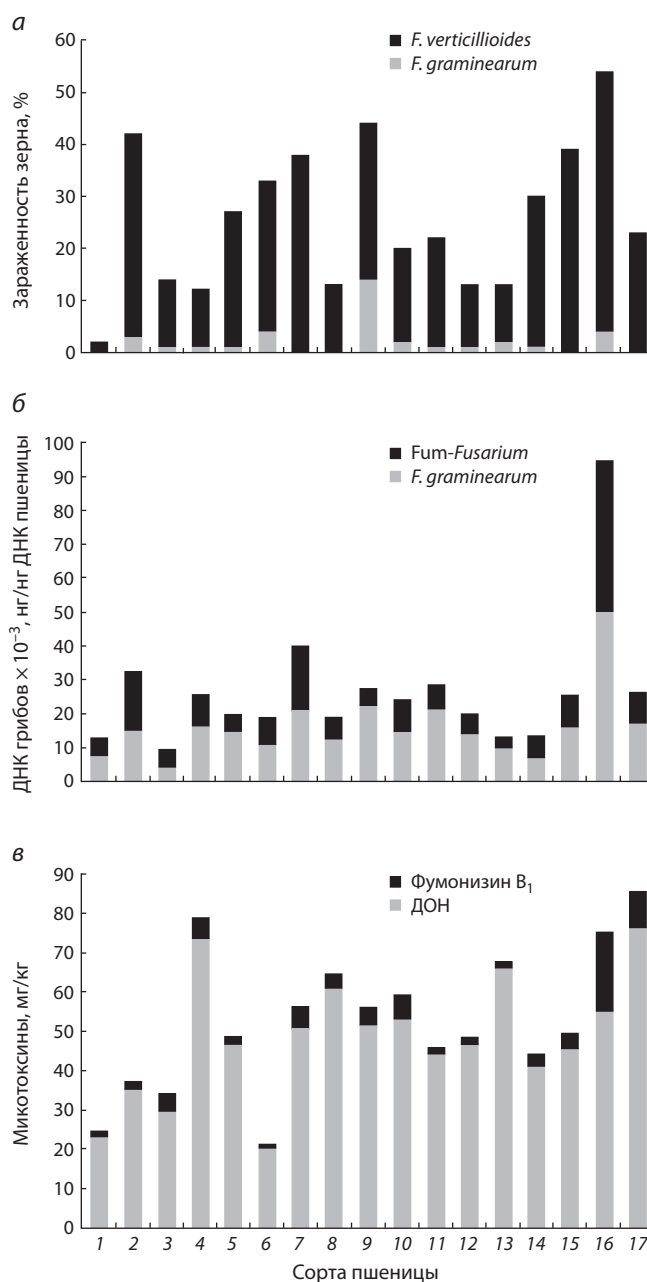 а
60
50
40
30
20
10
0
Зараженность зерна, %
F. verticillioides
F. graminearum
б
100
90
80
70
60
50
40
30
20
10
0
ДНК грибов × 10⁻³, нг/нг ДНК пшеницы
Fum-Fusarium
F. graminearum
в
90
80
70
60
50
40
30
20
10
0
Микотоксины, мг/кг
Фумонизин B₁
ДОН
1 2 3 4 5 6 7 8 9 10 11 12 13 14 15 16 17
Сорта пшеницы